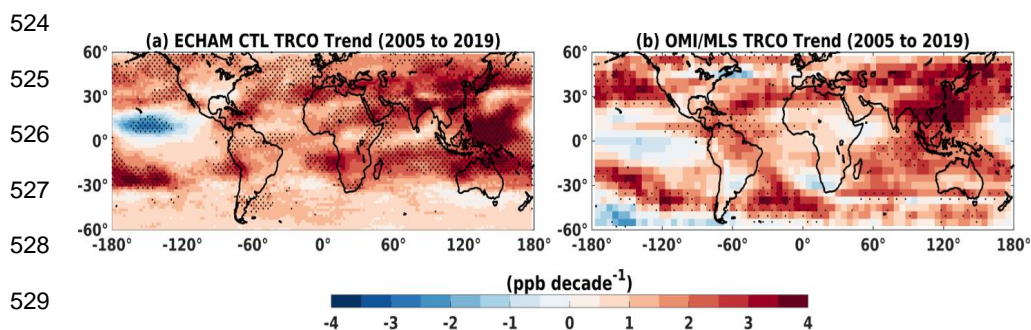 524
(a) ECHAM CTL TRCO Trend (2005 to 2019) (b) OMI/MLS TRCO Trend (2005 to 2019)
60° 60°
525
30° 30°
526
0° 0°
527
-30° -30°
-60° -60°
528
-180° -120° -60° 0° 60° 120° 180° -180° -120° -60° 0° 60° 120° 180°
(ppb decade⁻¹)
529
-4 -3 -2 -1 0 1 2 3 4